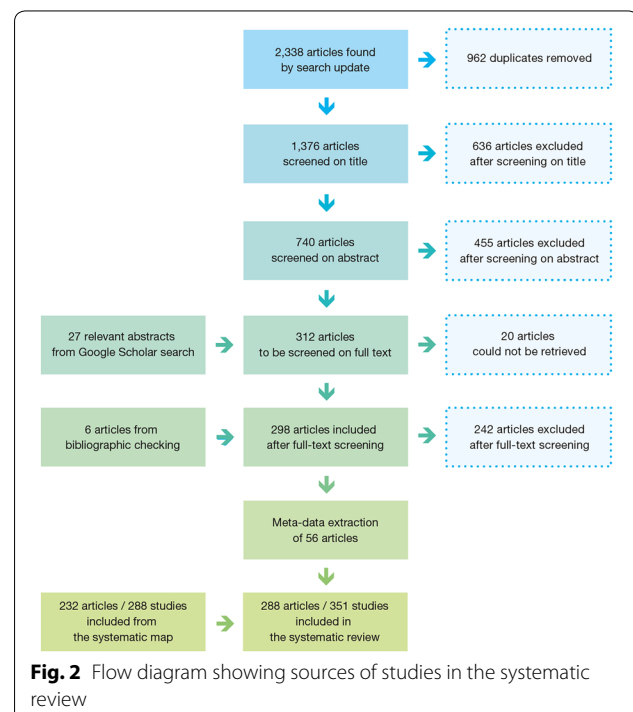 2,338 articles found
by search update
962 duplicates removed
1,376 articles
screened on title
636 articles excluded
after screening on title
740 articles
screened on abstract
455 articles excluded
after screening on abstract
27 relevant abstracts
from Google Scholar search
312 articles
to be screened on full text
20 articles
could not be retrieved
6 articles from
bibliographic checking
298 articles included
after full-text screening
242 articles excluded
after full-text screening
Meta-data extraction
of 56 articles
232 articles / 288 studies
included from
the systematic map
288 articles / 351 studies
included in
the systematic review
Fig. 2 Flow diagram showing sources of studies in the systematic
review